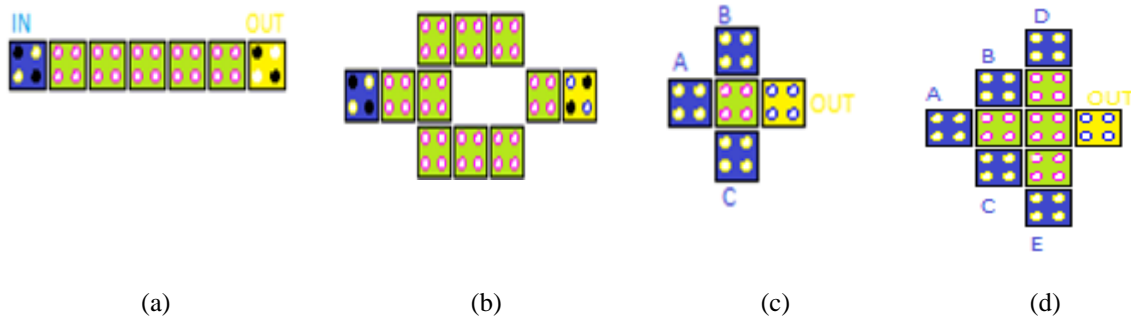 IN OUT
A B C OUT
A B C D E OUT
(a) (b) (c) (d)